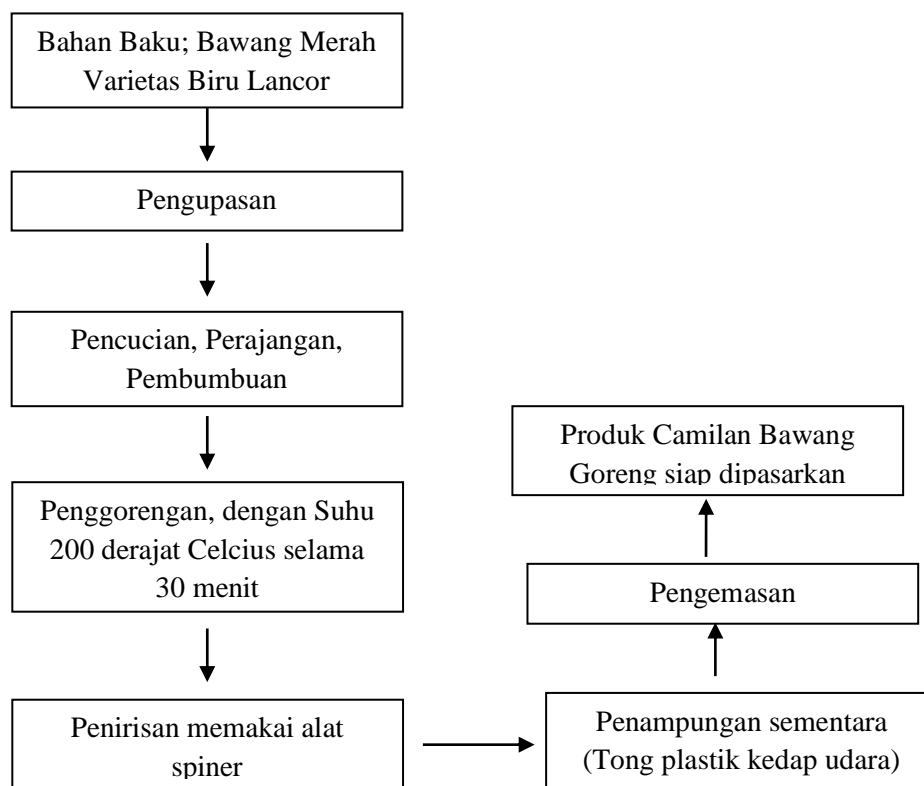 Bahan Baku; Bawang Merah
Varietas Biru Lancor
Pengupasan
Pencucian, Perajangan,
Pembumbuan
Penggorengan, dengan Suhu
200 derajat Celcius selama
30 menit
Penirisan memakai alat
spiner
Penampungan sementara
(Tong plastik kedap udara)
Pengemasan
Produk Camilan Bawang
Goreng siap dipasarkan